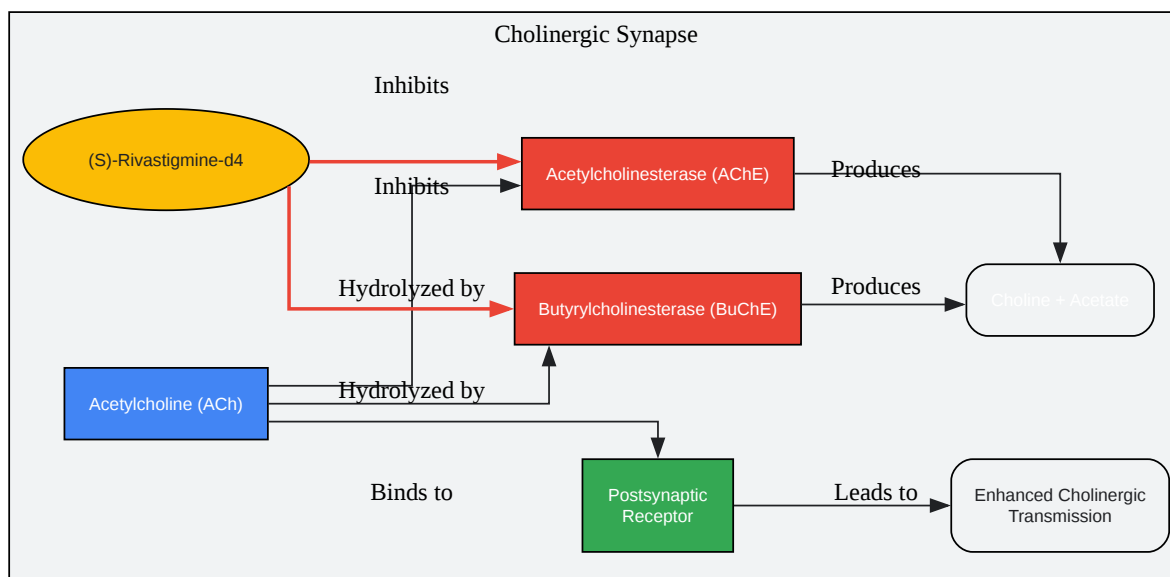 Cholinergic Synapse
Inhibits
(S)-Rivastigmine-d4
Acetylcholinesterase (AChE)
Produces
Inhibits
Hydrolyzed by
Butyrylcholinesterase (BuChE)
Produces
Choline + Acetate
Acetylcholine (ACh)
Hydrolyzed by
Binds to
Postsynaptic
Receptor
Leads to
Enhanced Cholinergic
Transmission